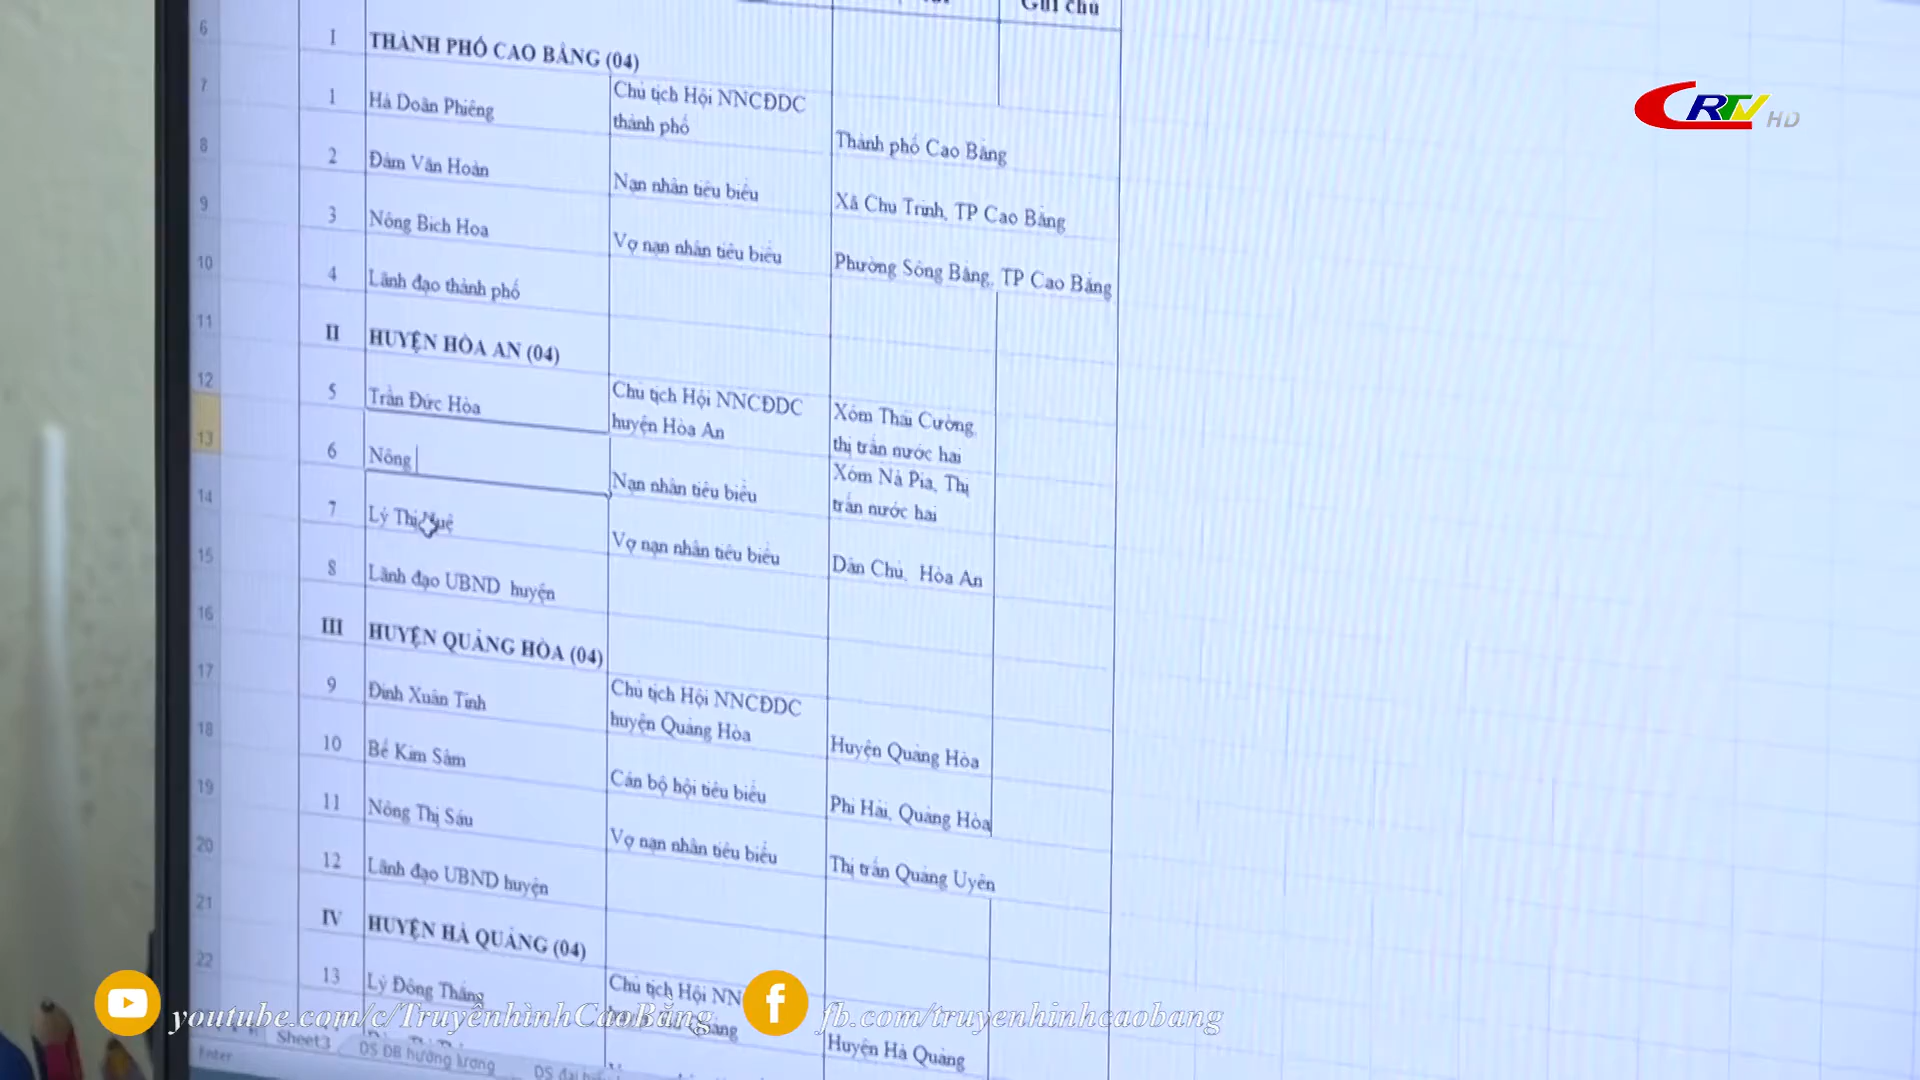 Ghi chú
6 I THÀNH PHỐ CAO BẰNG (04)
7 1 Hà Doãn Phiêng Chủ tịch Hội NNCĐDC
thành phố Thành phố Cao Bằng
8 2 Đàm Văn Hoàn Nạn nhân tiêu biểu Xã Chu Trinh, TP Cao Bằng
9 3 Nông Bích Hoa Vợ nạn nhân tiêu biểu Phường Sông Bằng, TP Cao Bằng
10 4 Lãnh đạo thành phố
11 II HUYỆN HÒA AN (04)
12 5 Trần Đức Hòa Chủ tịch Hội NNCĐDC Xóm Thái Cường,
huyện Hòa An thị trấn nước hai
13 6 Nông Nạn nhân tiêu biểu Xóm Nà Pia, Thị
trấn nước hai
14 7 Lý Thị Vợ nạn nhân tiêu biểu Dân Chủ, Hòa An
15 8 Lãnh đạo UBND huyện
16 III HUYỆN QUẢNG HÒA (04)
17 9 Đinh Xuân Tính Chủ tịch Hội NNCĐDC
huyện Quảng Hòa Huyện Quảng Hòa
18 10 Bế Kim Sâm Cán bộ hội tiêu biểu Phi Hải, Quảng Hòa
19 11 Nông Thị Sáu Vợ nạn nhân tiêu biểu Thị trấn Quảng Uyên
20 12 Lãnh đạo UBND huyện
21 IV HUYỆN HÀ QUẢNG (04)
22 13 Lý Đông Thăng Chủ tịch Hội NN
Huyện Hà Quảng
Sheet3 DS ĐB hưởng lương
Enter
CRTV HD
youtube.com/c/TruyềnhìnhCaoBằng
fb.com/truyenhinhcaobang